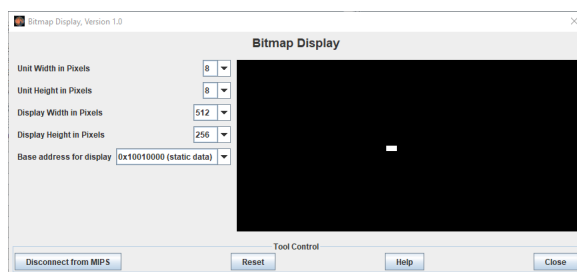 Bitmap Display, Version 1.0
Bitmap Display
Unit Width in Pixels 8
Unit Height in Pixels 8
Display Width in Pixels 512
Display Height in Pixels 256
Base address for display 0x10010000 (static data)
Tool Control
Disconnect from MIPS Reset Help Close